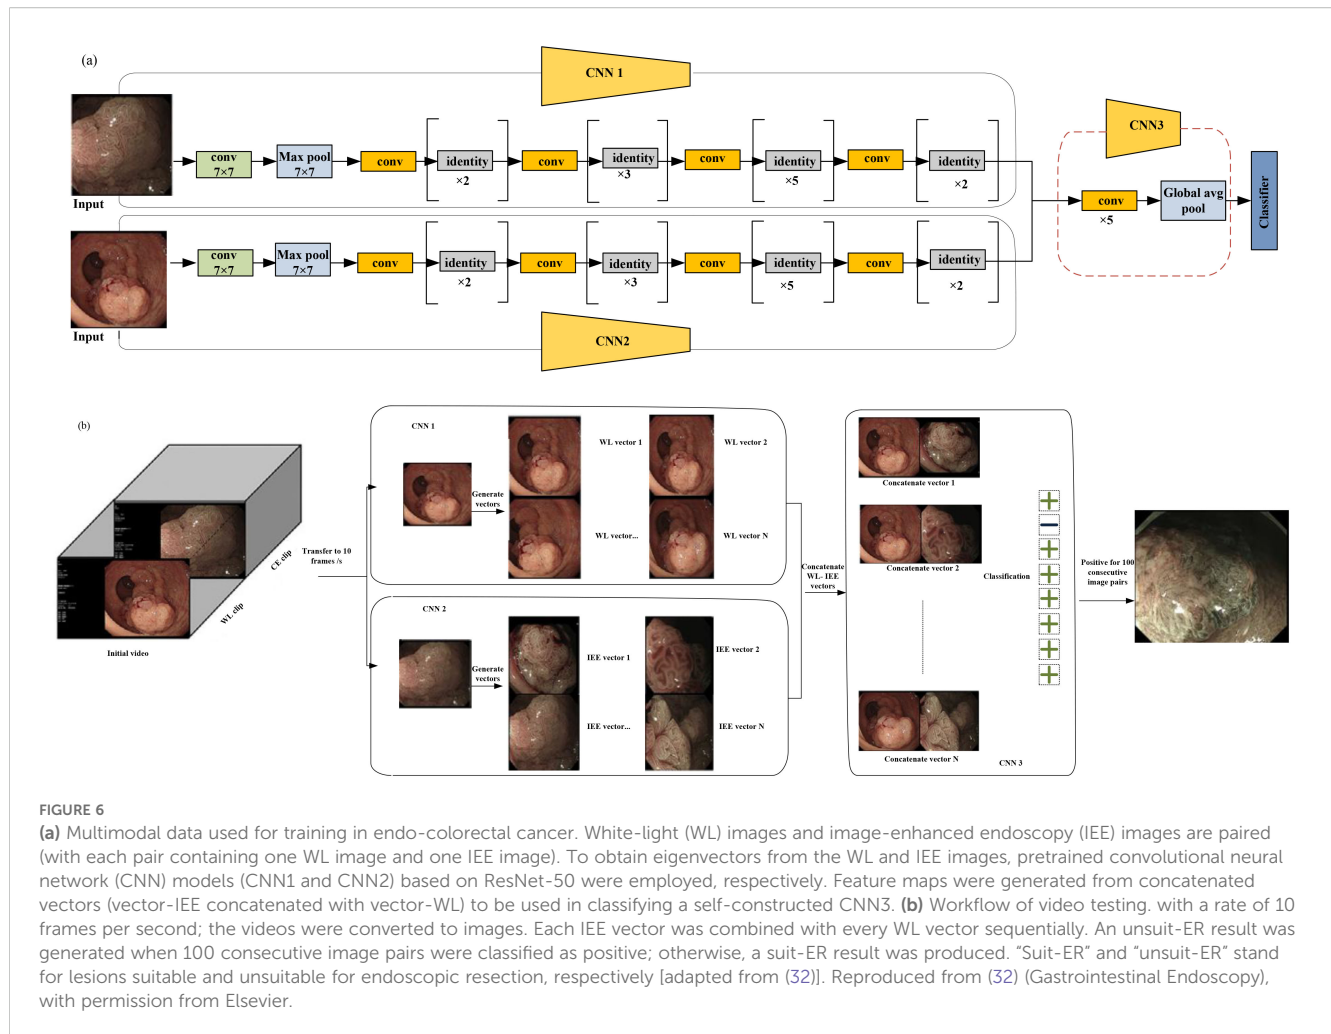 (a)
CNN 1
CNN3
conv
7×7
Max pool
7×7
conv
identity
×2
conv
identity
×3
conv
identity
×5
conv
identity
×2
Input
conv
×5
Global avg
pool
Classifier
conv
7×7
Max pool
7×7
conv
identity
×2
conv
identity
×3
conv
identity
×5
conv
identity
×2
Input
CNN2
(b)
CNN 1
WL vector 1
WL vector 2
Generate
vectors
WL vector...
WL vector N
CE clip
WL clip
Initial video
Transfer to 10
frames /s
CNN 2
IEE vector 1
IEE vector 2
Generate
vectors
IEE vector...
IEE vector N
Concatenate
WL- IEE
vectors
Concatenate vector 1
Concatenate vector 2
Classification
Concatenate vector N
CNN 3
Positive for 100
consecutive
image pairs
FIGURE 6
(a) Multimodal data used for training in endo-colorectal cancer. White-light (WL) images and image-enhanced endoscopy (IEE) images are paired
(with each pair containing one WL image and one IEE image). To obtain eigenvectors from the WL and IEE images, pretrained convolutional neural
network (CNN) models (CNN1 and CNN2) based on ResNet-50 were employed, respectively. Feature maps were generated from concatenated
vectors (vector-IEE concatenated with vector-WL) to be used in classifying a self-constructed CNN3. (b) Workflow of video testing. with a rate of 10
frames per second; the videos were converted to images. Each IEE vector was combined with every WL vector sequentially. An unsuit-ER result was
generated when 100 consecutive image pairs were classified as positive; otherwise, a suit-ER result was produced. “Suit-ER” and “unsuit-ER” stand
for lesions suitable and unsuitable for endoscopic resection, respectively [adapted from (32)]. Reproduced from (32) (Gastrointestinal Endoscopy),
with permission from Elsevier.